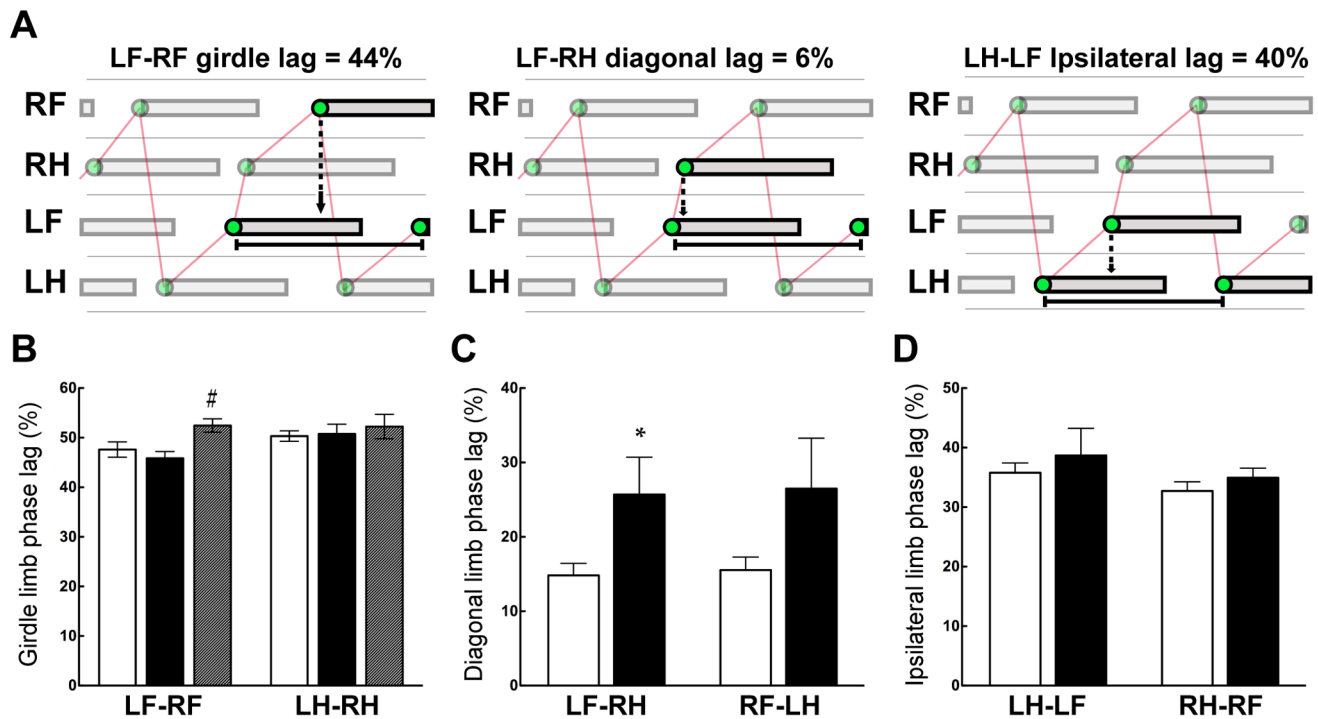 A
LF-RF girdle lag = 44%
LF-RH diagonal lag = 6%
LH-LF Ipsilateral lag = 40%
RF
RH
LF
LH
RF
RH
LF
LH
RF
RH
LF
LH
B
Girdle limb phase lag (%)
60
50
40
30
20
10
0
#
LF-RF
LH-RH
C
Diagonal limb phase lag (%)
40
30
20
10
0
*
LF-RH
RF-LH
D
Ipsilateral limb phase lag (%)
50
40
30
20
10
0
LH-LF
RH-RF